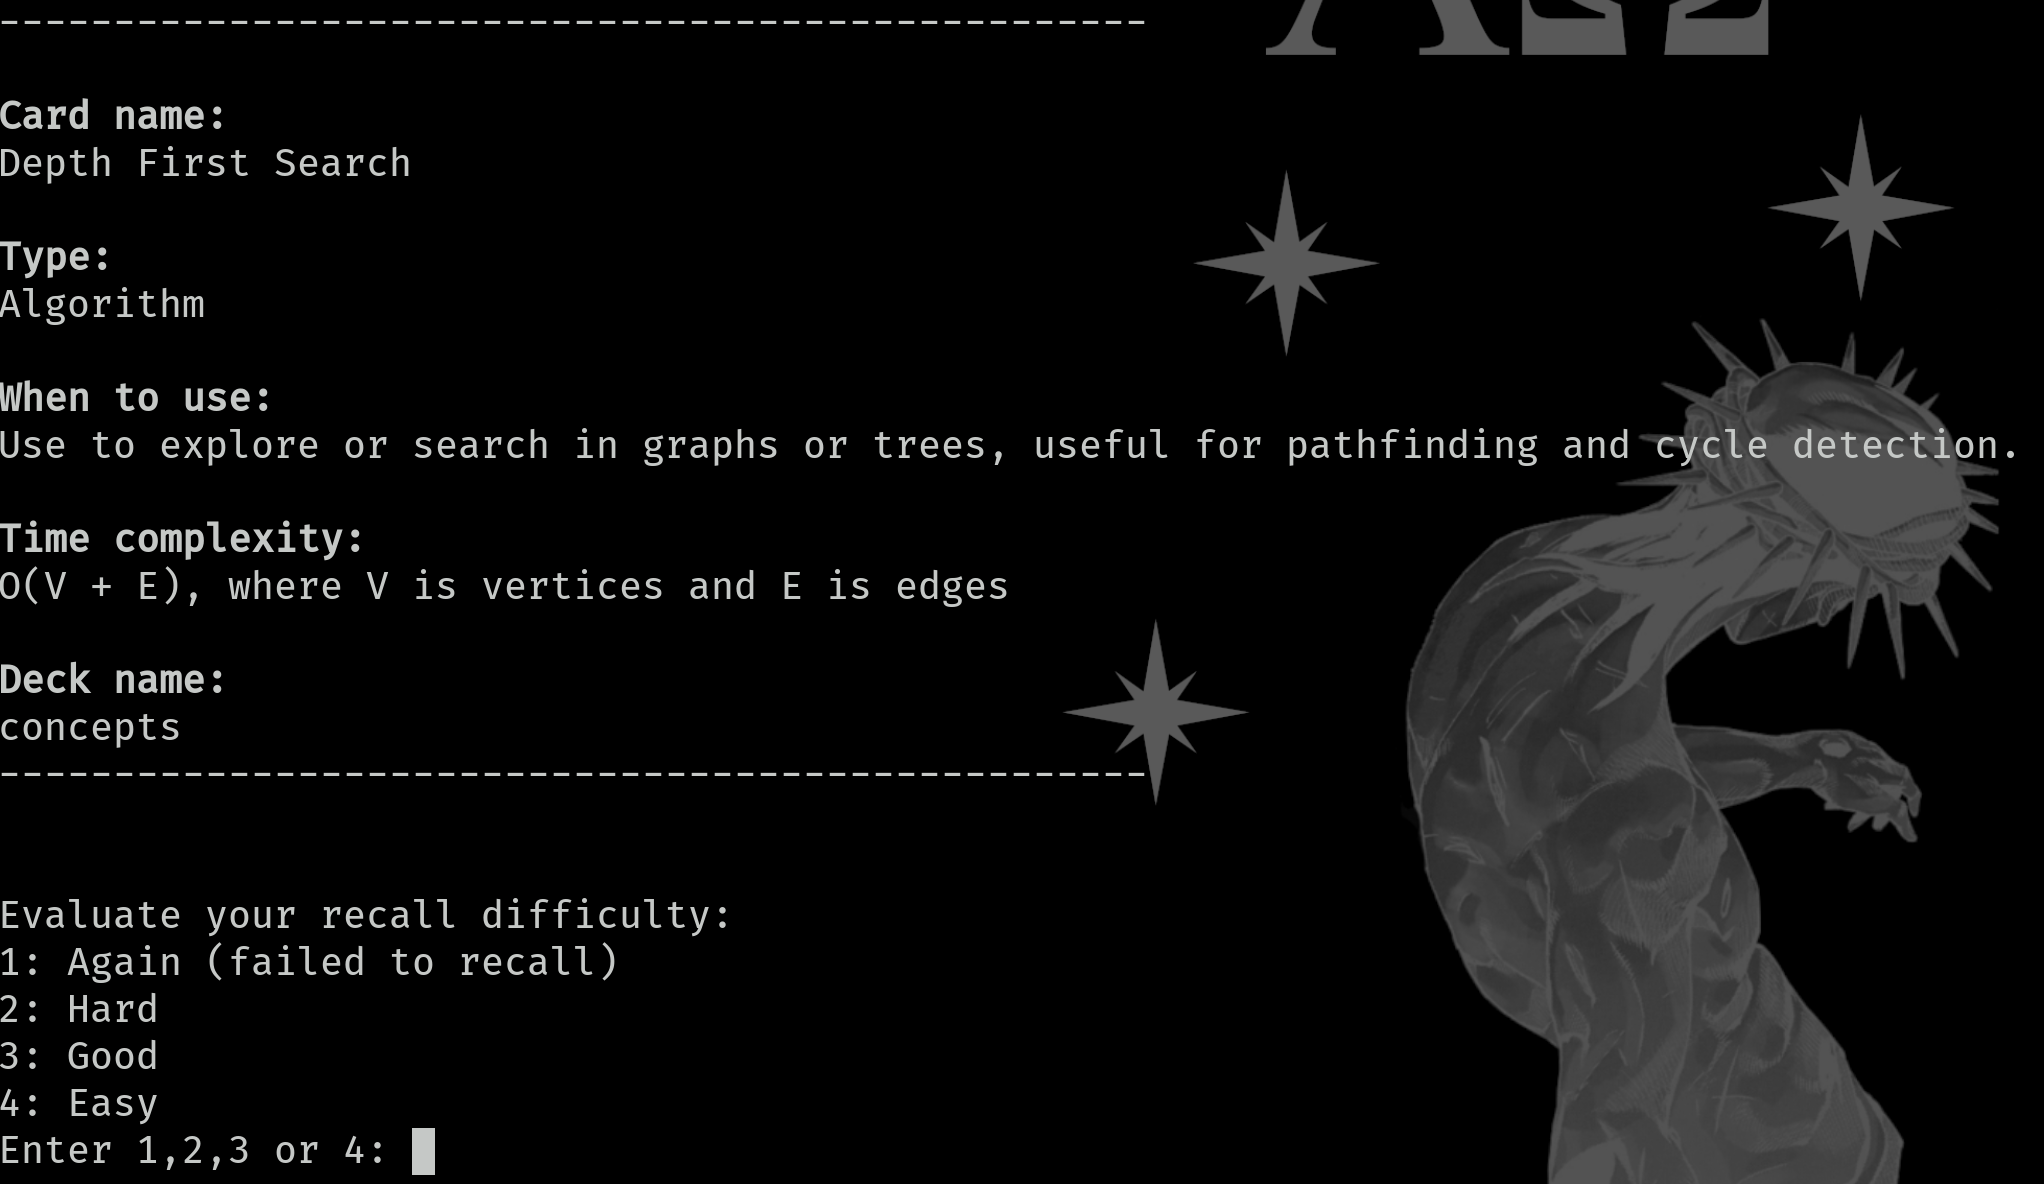 --------------------------------------------------
Card name:
Depth First Search
Type:
Algorithm
When to use:
Use to explore or search in graphs or trees, useful for pathfinding and cycle detection.
Time complexity:
O(V + E), where V is vertices and E is edges
Deck name:
concepts
--------------------------------------------------
Evaluate your recall difficulty:
1: Again (failed to recall)
2: Hard
3: Good
4: Easy
Enter 1,2,3 or 4: